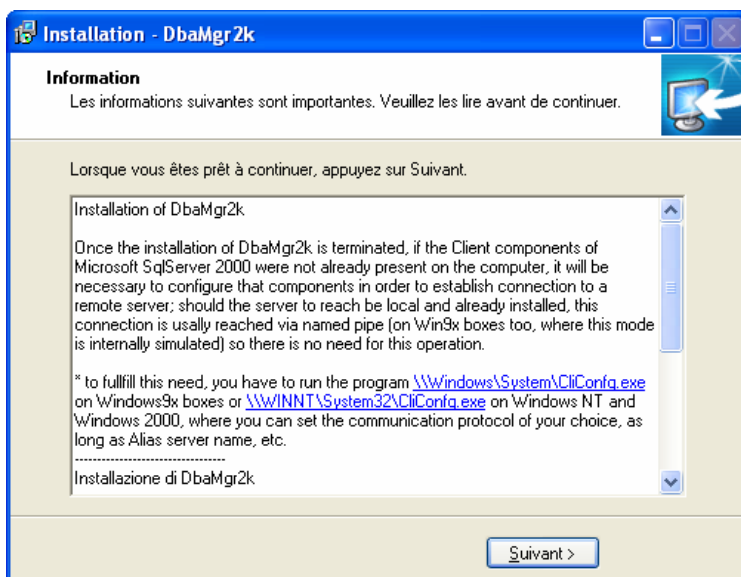 Installation - DbaMgr2k
Information
Les informations suivantes sont importantes. Veuillez les lire avant de continuer.
Lorsque vous êtes prêt à continuer, appuyez sur Suivant.
Installation of DbaMgr2k
Once the installation of DbaMgr2k is terminated, if the Client components of
Microsoft SqlServer 2000 were not already present on the computer, it will be
necessary to configure that components in order to establish connection to a
remote server; should the server to reach be local and already installed, this
connection is usally reached via named pipe (on Win9x boxes too, where this mode
is internally simulated) so there is no need for this operation.
* to fullfill this need, you have to run the program \\Windows\System\CliConfg.exe
on Windows9x boxes or \\WINNT\System32\CliConfg.exe on Windows NT and
Windows 2000, where you can set the communication protocol of your choice, as
long as Alias server name, etc.
---------------------------------
Installazione di DbaMgr2k
Suivant >